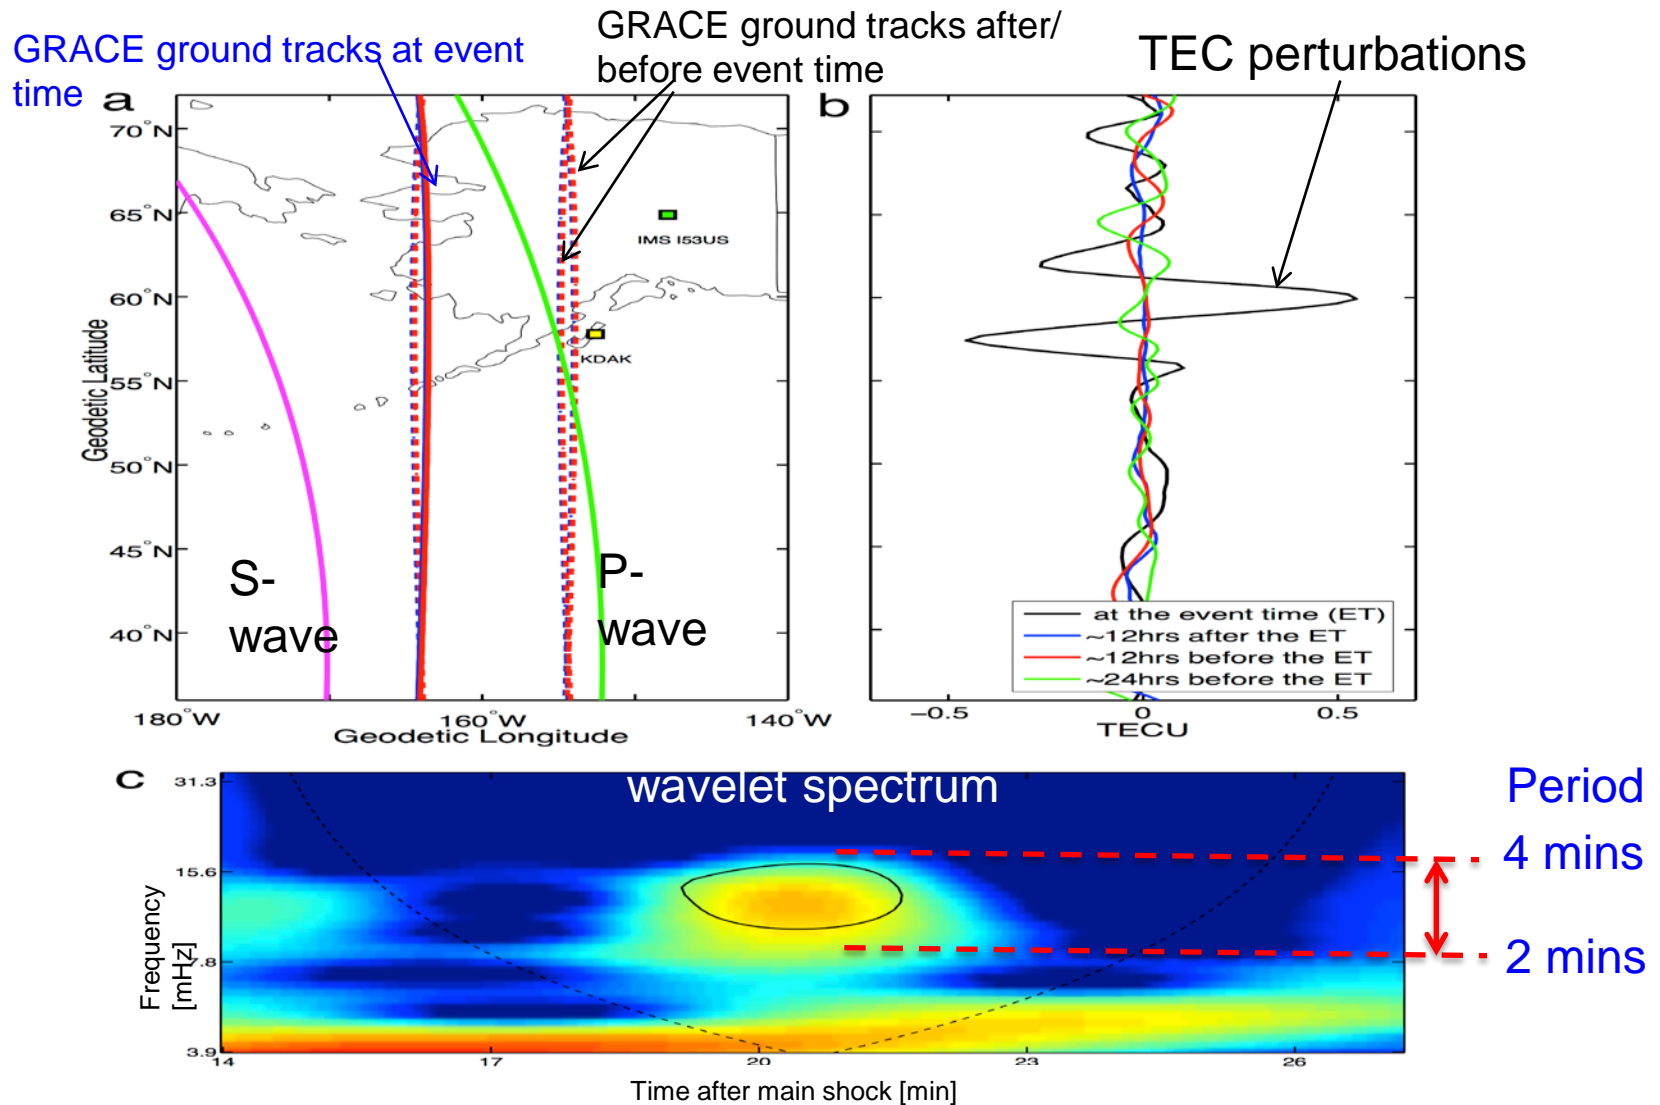 GRACE ground tracks at event
time
GRACE ground tracks after/
before event time
TEC perturbations
a
70°N
65°N
60°N
55°N
50°N
45°N
40°N
Geodetic Latitude
IMS I53US
KDAK
S-
wave
P-
wave
180°W
160°W
140°W
Geodetic Longitude
b
at the event time (ET)
~12hrs after the ET
~12hrs before the ET
~24hrs before the ET
-0.5
0
0.5
TECU
c
wavelet spectrum
31.3
15.6
7.8
3.9
Frequency
[mHz]
14
17
20
23
26
Time after main shock [min]
Period
4 mins
2 mins